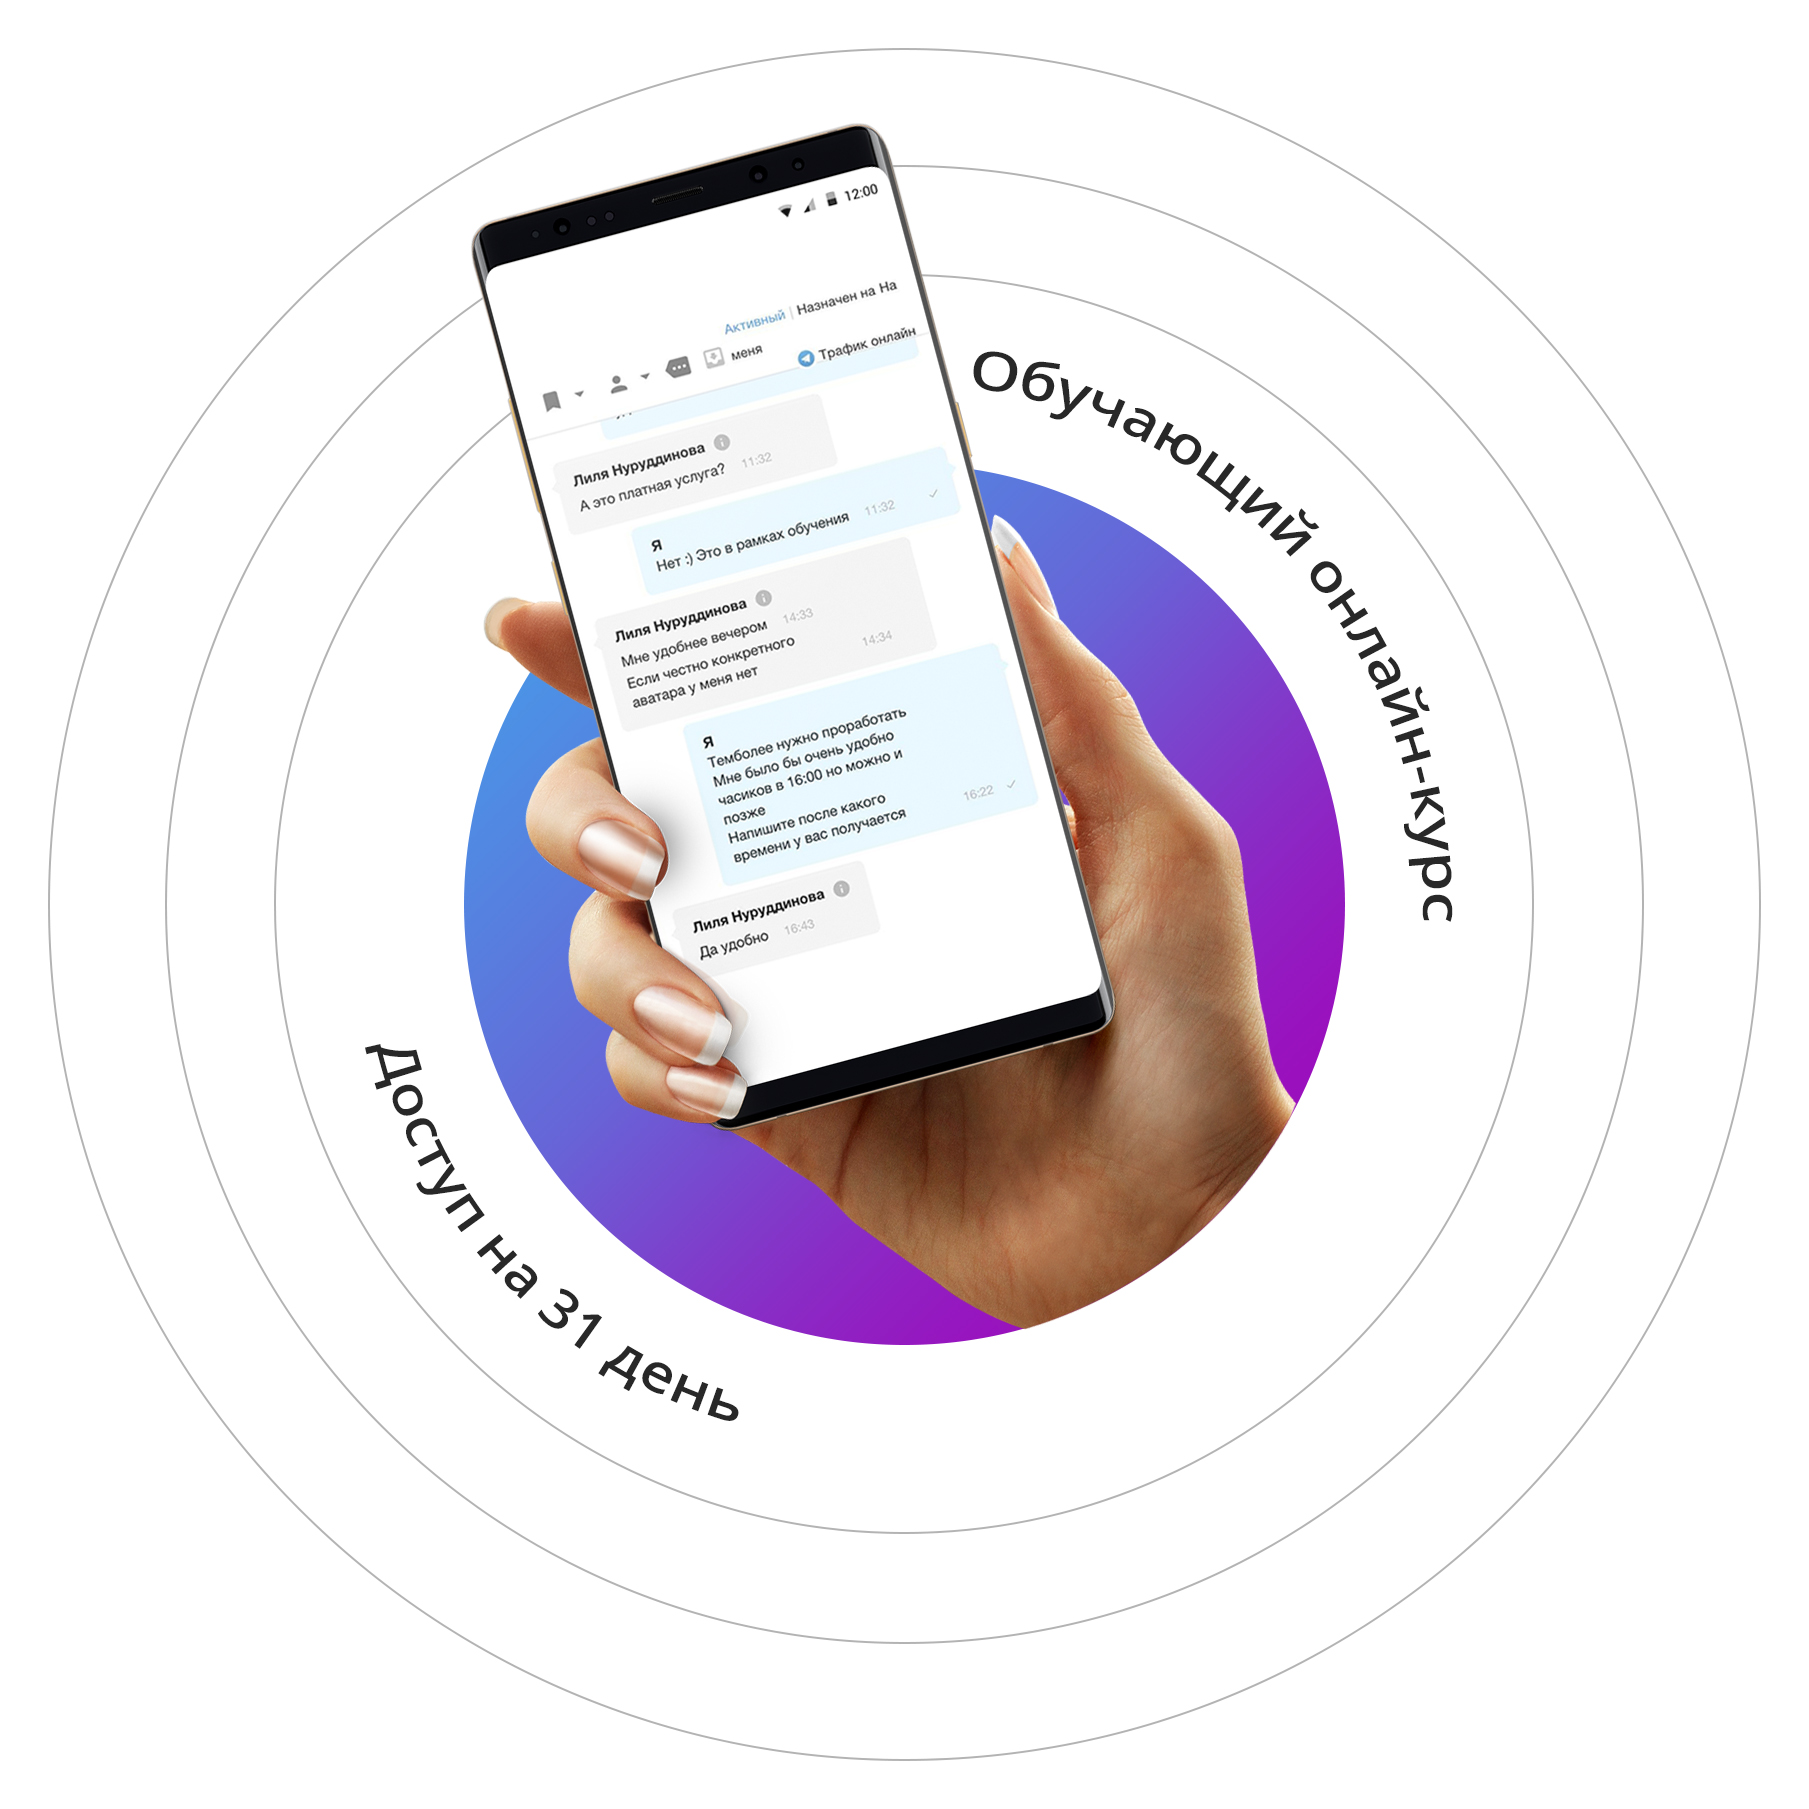 12:00
Активный | Назначен на На
меня
Трафик онлайн
Лиля Нуруддинова
А это платная услуга? 11:32
Я
Нет :) Это в рамках обучения 11:32
Лиля Нуруддинова
Мне удобнее вечером 14:33
Если честно конкретного 14:34
аватара у меня нет
Я
Темболее нужно проработать
Мне было бы очень удобно
часиков в 16:00 но можно и
позже
Напишите после какого 16:22
времени у вас получается
Лиля Нуруддинова
Да удобно 16:43
Обучающий онлайн-курс
Доступ на 31 день